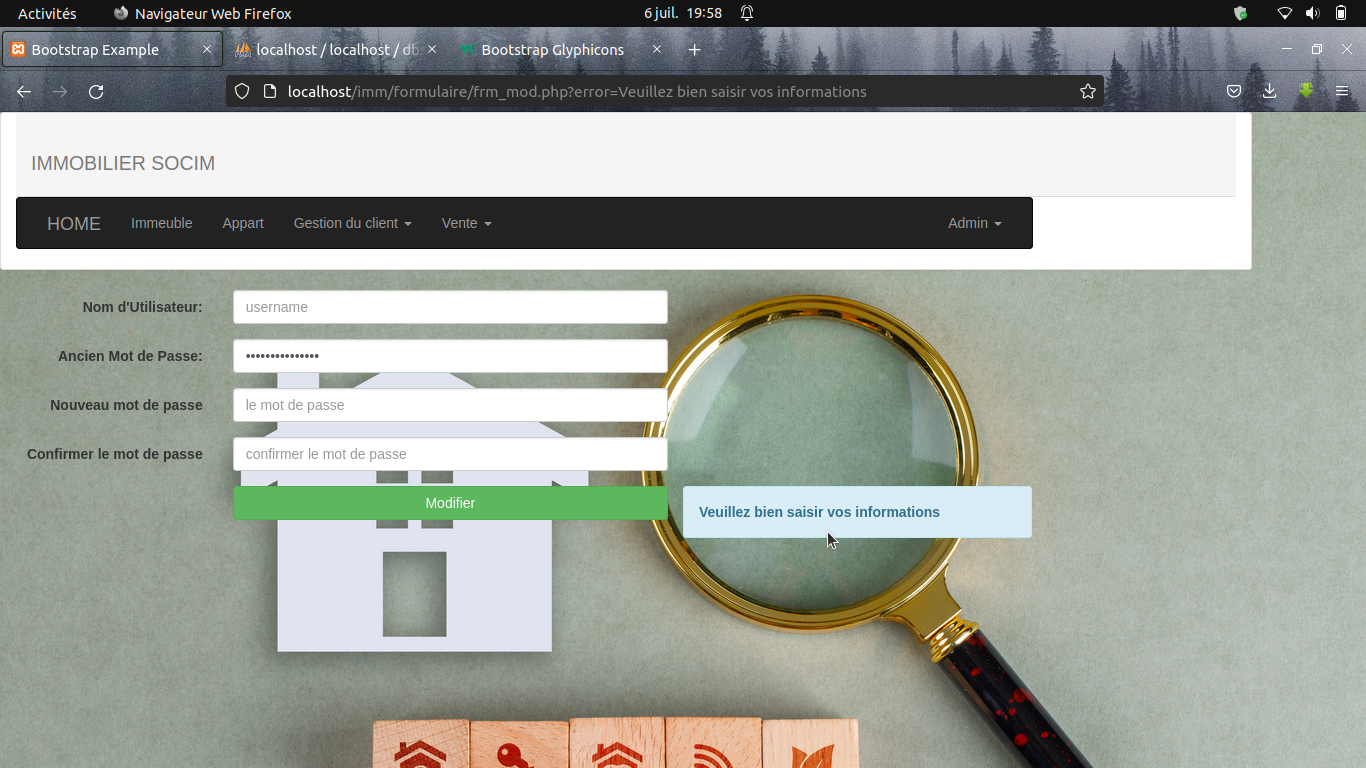 Activités
Navigateur Web Firefox
6 juil. 19:58
Bootstrap Example
localhost / localhost / db
Bootstrap Glyphicons
localhost/imm/formulaire/frm_mod.php?error=Veuillez bien saisir vos informations
IMMOBILIER SOCIM
HOME Immeuble Appart Gestion du client Vente Admin
Nom d'Utilisateur: username
Ancien Mot de Passe: •••••••••••••••
Nouveau mot de passe le mot de passe
Confirmer le mot de passe confirmer le mot de passe
Modifier
Veuillez bien saisir vos informations